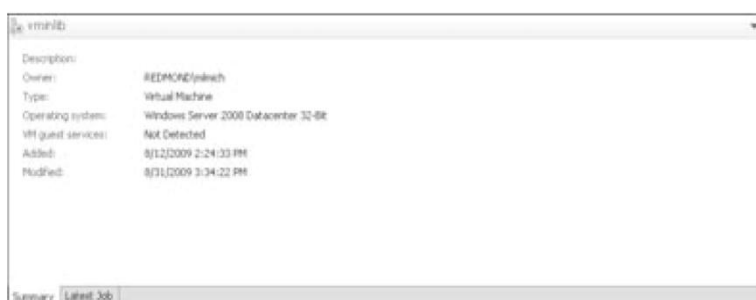 vminlib
Description:
Owner: REDMOND\
Type: Virtual Machine
Operating system: Windows Server 2008 Datacenter 32-Bit
VM guest services: Not Detected
Added: 8/12/2009 2:24:33 PM
Modified: 8/31/2009 3:34:22 PM
Summary Latest Job